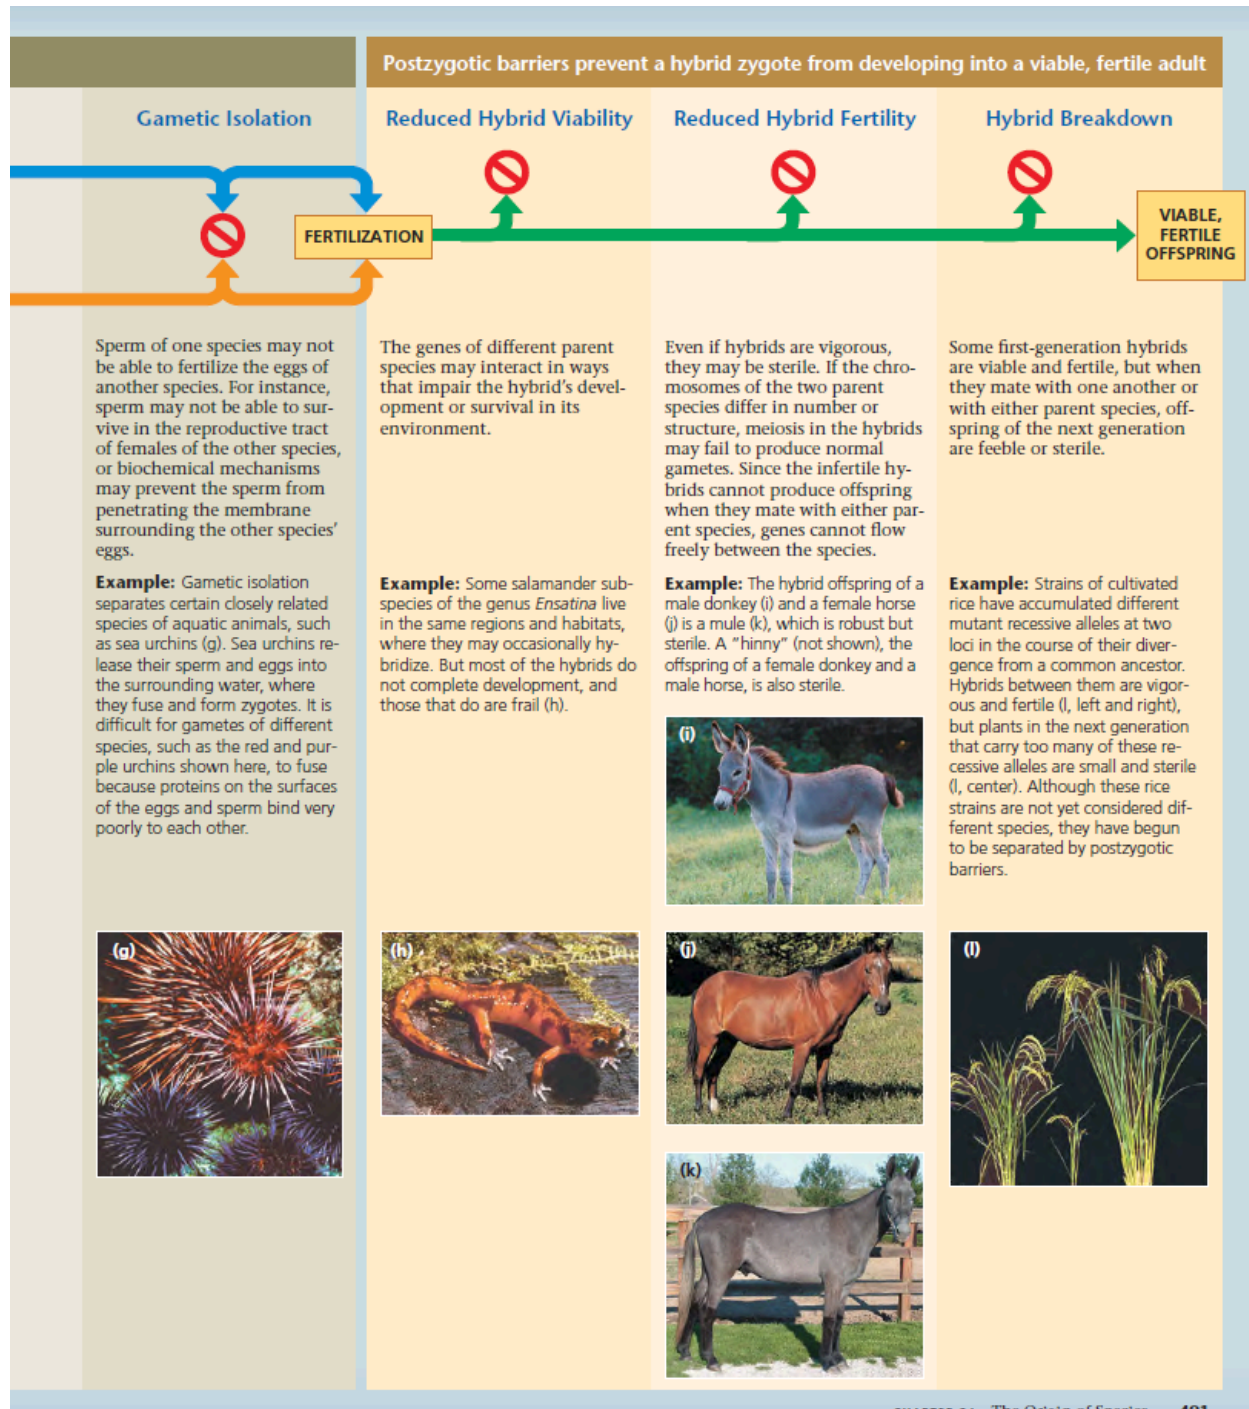 Postzygotic barriers prevent a hybrid zygote from developing into a viable, fertile adult
Gametic Isolation
Reduced Hybrid Viability
Reduced Hybrid Fertility
Hybrid Breakdown
FERTILIZATION
VIABLE,
FERTILE
OFFSPRING
Sperm of one species may not
be able to fertilize the eggs of
another species. For instance,
sperm may not be able to sur-
vive in the reproductive tract
of females of the other species,
or biochemical mechanisms
may prevent the sperm from
penetrating the membrane
surrounding the other species'
eggs.
Example: Gametic isolation
separates certain closely related
species of aquatic animals, such
as sea urchins (g). Sea urchins re-
lease their sperm and eggs into
the surrounding water, where
they fuse and form zygotes. It is
difficult for gametes of different
species, such as the red and pur-
ple urchins shown here, to fuse
because proteins on the surfaces
of the eggs and sperm bind very
poorly to each other.
(g)
The genes of different parent
species may interact in ways
that impair the hybrid's devel-
opment or survival in its
environment.
Example: Some salamander sub-
species of the genus Ensatina live
in the same regions and habitats,
where they may occasionally hy-
bridize. But most of the hybrids do
not complete development, and
those that do are frail (h).
(h)
Even if hybrids are vigorous,
they may be sterile. If the chro-
mosomes of the two parent
species differ in number or
structure, meiosis in the hybrids
may fail to produce normal
gametes. Since the infertile hy-
brids cannot produce offspring
when they mate with either par-
ent species, genes cannot flow
freely between the species.
Example: The hybrid offspring of a
male donkey (i) and a female horse
(j) is a mule (k), which is robust but
sterile. A "hinny" (not shown), the
offspring of a female donkey and a
male horse, is also sterile.
(i)
(j)
(k)
Some first-generation hybrids
are viable and fertile, but when
they mate with one another or
with either parent species, off-
spring of the next generation
are feeble or sterile.
Example: Strains of cultivated
rice have accumulated different
mutant recessive alleles at two
loci in the course of their diver-
gence from a common ancestor.
Hybrids between them are vigor-
ous and fertile (l, left and right),
but plants in the next generation
that carry too many of these re-
cessive alleles are small and sterile
(l, center). Although these rice
strains are not yet considered dif-
ferent species, they have begun
to be separated by postzygotic
barriers.
(l)
The Origin of Species